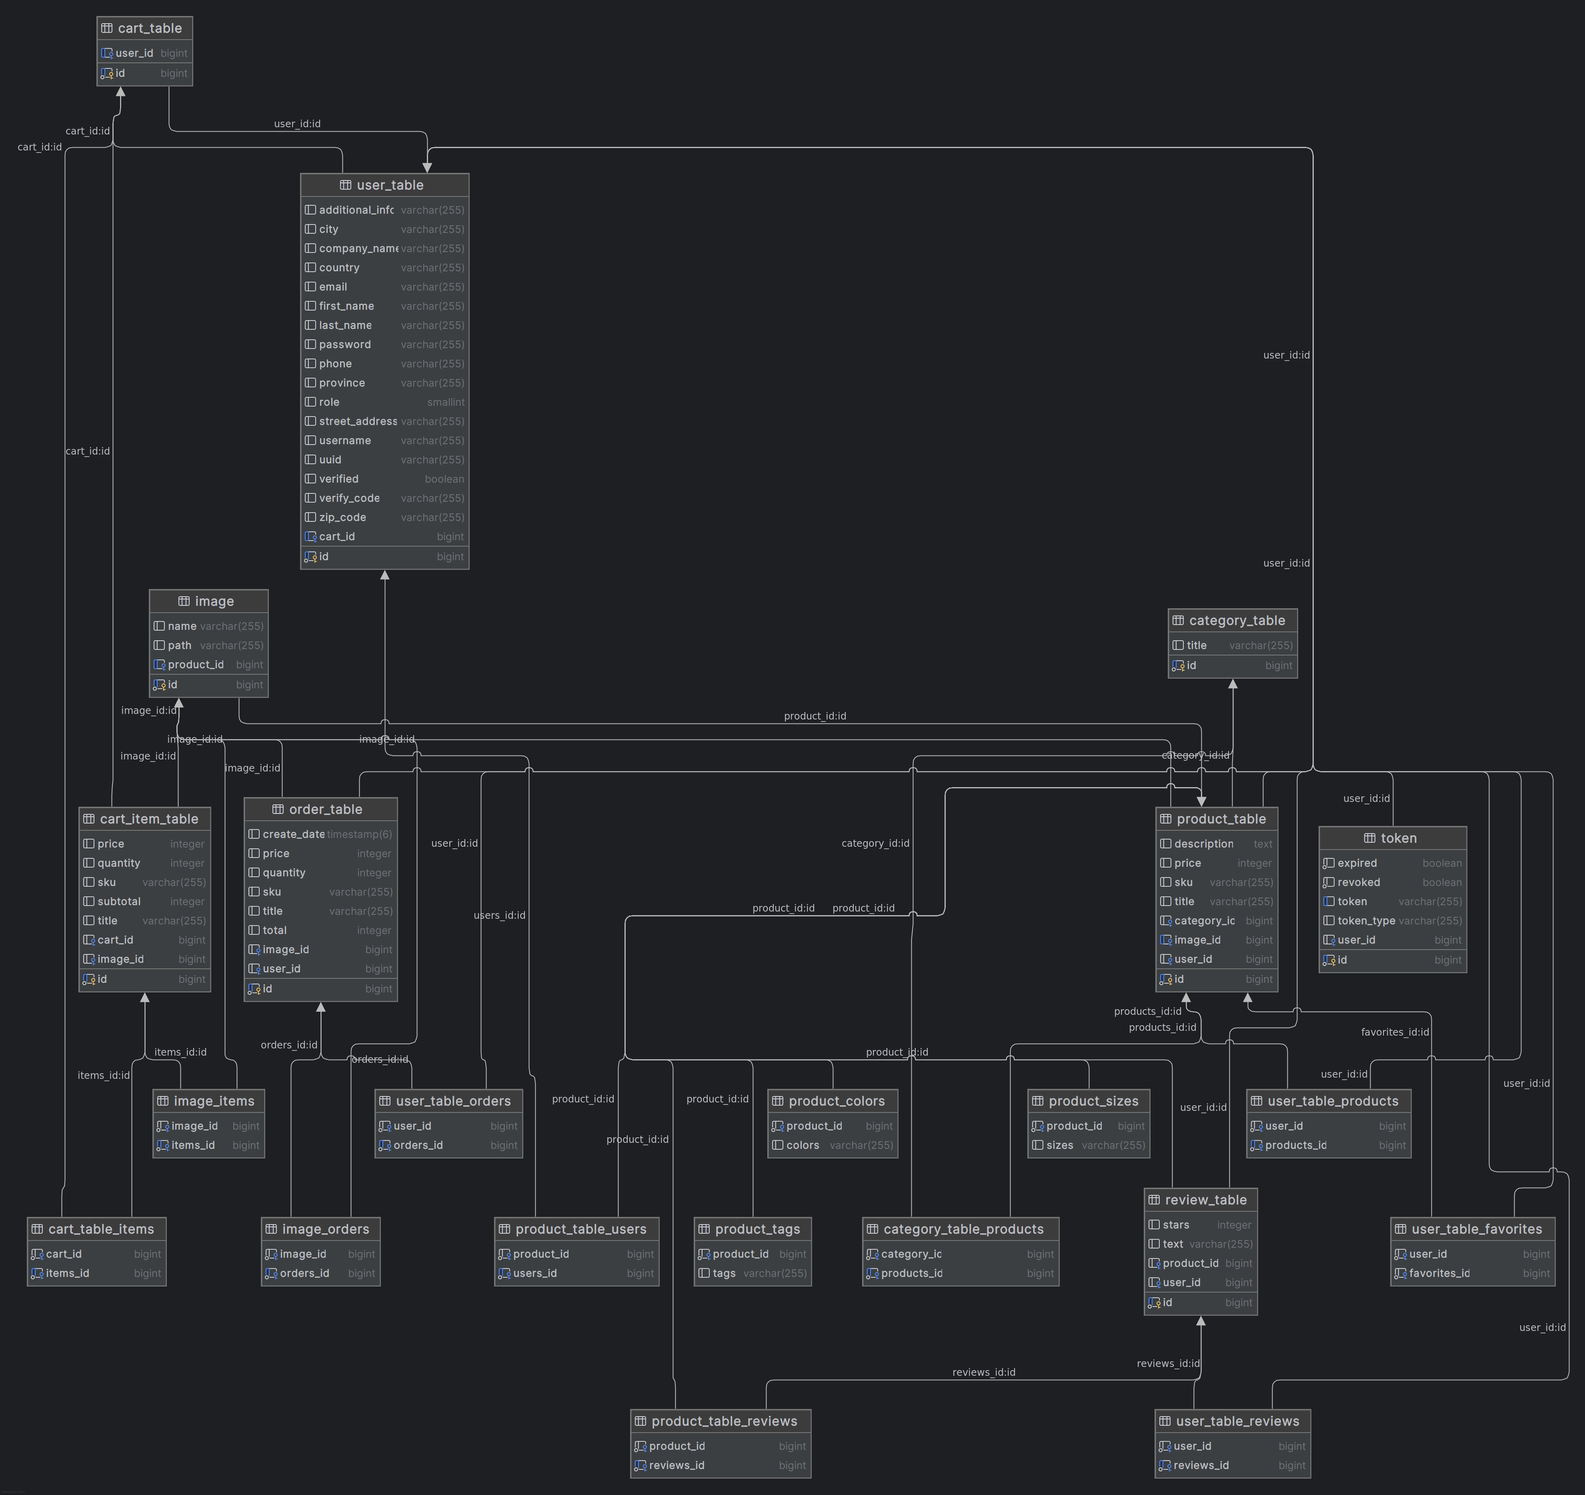 cart_table
user_id bigint
id bigint
user_id:id
cart_id:id
cart_id:id
user_table
additional_info varchar(255)
city varchar(255)
company_name varchar(255)
country varchar(255)
email varchar(255)
first_name varchar(255)
last_name varchar(255)
password varchar(255)
phone varchar(255)
province varchar(255)
role smallint
street_address varchar(255)
username varchar(255)
uuid varchar(255)
verified boolean
verify_code varchar(255)
zip_code varchar(255)
cart_id bigint
id bigint
user_id:id
cart_id:id
user_id:id
image
name varchar(255)
path varchar(255)
product_id bigint
id bigint
category_table
title varchar(255)
id bigint
image_id:id
product_id:id
image_id:id
image_id:id
image_id:id
category_id:id
image_id:id
cart_item_table
price integer
quantity integer
sku varchar(255)
subtotal integer
title varchar(255)
cart_id bigint
image_id bigint
id bigint
order_table
create_date timestamp(6)
price integer
quantity integer
sku varchar(255)
title varchar(255)
total integer
image_id bigint
user_id bigint
id bigint
user_id:id
users_id:id
category_id:id
product_id:id
product_id:id
product_table
description text
price integer
sku varchar(255)
title varchar(255)
category_id bigint
image_id bigint
user_id bigint
id bigint
user_id:id
token
expired boolean
revoked boolean
token varchar(255)
token_type varchar(255)
user_id bigint
id bigint
products_id:id
products_id:id
favorites_id:id
orders_id:id
items_id:id
orders_id:id
product_id:id
items_id:id
user_id:id
user_id:id
image_items
image_id bigint
items_id bigint
user_table_orders
user_id bigint
orders_id bigint
product_id:id
product_id:id
product_id:id
product_colors
product_id bigint
colors varchar(255)
product_sizes
product_id bigint
sizes varchar(255)
user_id:id
user_table_products
user_id bigint
products_id bigint
cart_table_items
cart_id bigint
items_id bigint
image_orders
image_id bigint
orders_id bigint
product_table_users
product_id bigint
users_id bigint
product_tags
product_id bigint
tags varchar(255)
category_table_products
category_id bigint
products_id bigint
review_table
stars integer
text varchar(255)
product_id bigint
user_id bigint
id bigint
user_table_favorites
user_id bigint
favorites_id bigint
user_id:id
reviews_id:id
reviews_id:id
product_table_reviews
product_id bigint
reviews_id bigint
user_table_reviews
user_id bigint
reviews_id bigint